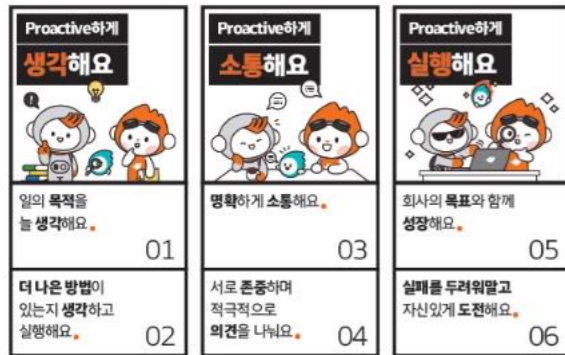 Proactive하게
생각해요
일의 목적을
늘 생각해요.
01
더 나은 방법이
있는지 생각하고
실행해요.
02
Proactive하게
소통해요
명확하게 소통해요.
03
서로 존중하며
적극적으로
의견을 나눠요.
04
Proactive하게
실행해요
회사의 목표와 함께
성장해요.
05
실패를 두려워말고
자신있게 도전해요.
06